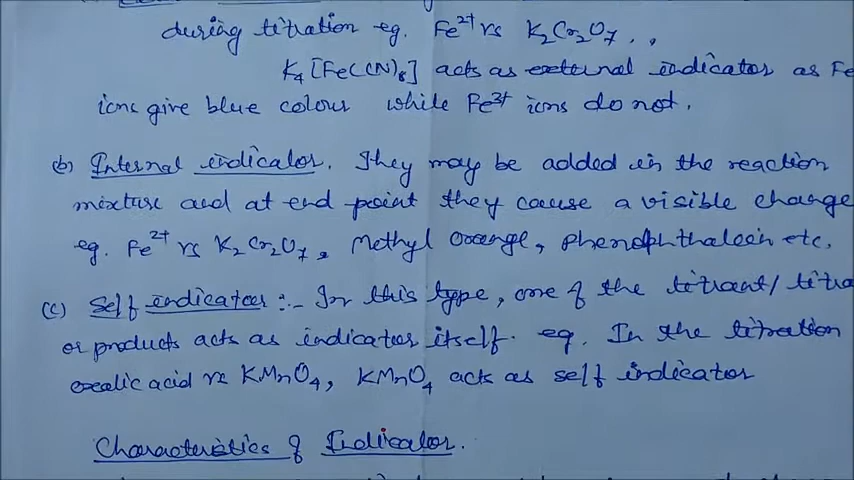 during titration eg. Fe²⁺ vs K₂Cr₂O₇ . .
K₄[Fe(CN)₆] acts as external indicator as Fe
ions give blue colour while Fe³⁺ ions do not.
(b) Internal indicator. They may be added in the reaction
mixture and at end point they cause a visible change
eg. Fe²⁺ vs K₂Cr₂O₇, Methyl orange, phenophthalein etc.
(c) Self indicator :- In this type, one of the titrant/titra
or products acts as indicator itself. eg. In the titration
oxalic acid vs KMnO₄, KMnO₄ acts as self indicator
Characteristics of Indicator.